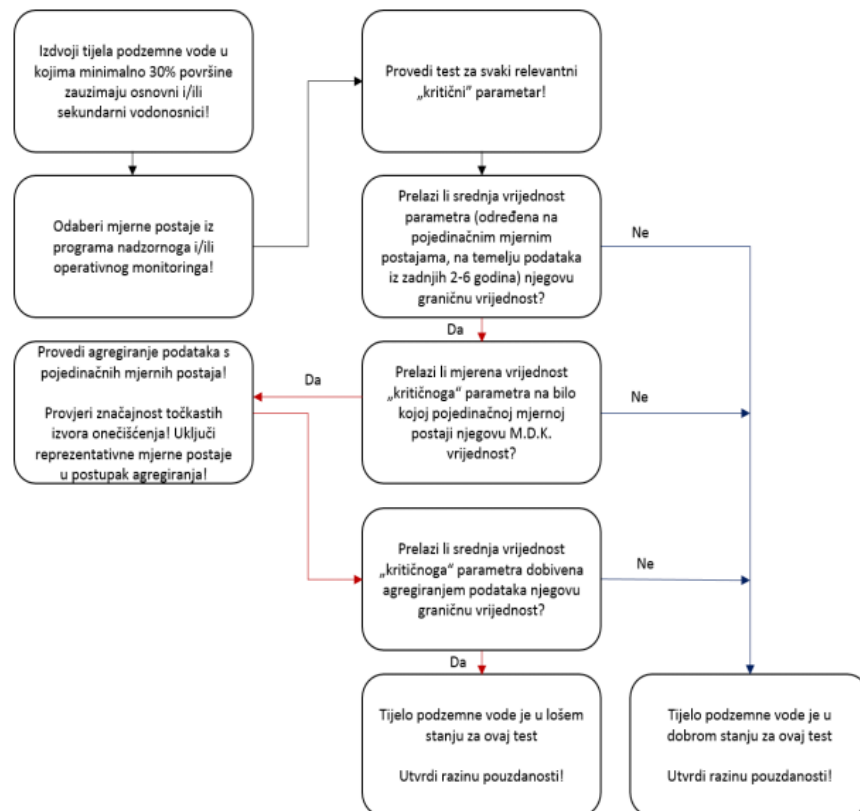 Izdvoji tijela podzemne vode u
kojima minimalno 30% površine
zauzimaju osnovni i/ili
sekundarni vodonosnici!
Odaberi mjerne postaje iz
programa nadzornoga i/ili
operativnog monitoringa!
Provedi test za svaki relevantni
„kritični” parametar!
Prelazi li srednja vrijednost
parametra (određena na
pojedinačnim mjernim
postajama, na temelju podataka
iz zadnjih 2-6 godina) njegovu
graničnu vrijednost?
Ne
Da
Prelazi li mjerena vrijednost
„kritičnoga” parametra na bilo
kojoj pojedinačnoj mjernoj
postaji njegovu M.D.K.
vrijednost?
Ne
Da
Provedi agregiranje podataka s
pojedinačnih mjernih postaja!
Provjeri značajnost točkastih
izvora onečišćenja! Uključi
reprezentativne mjerne postaje
u postupak agregiranja!
Prelazi li srednja vrijednost
„kritičnoga” parametra dobivena
agregiranjem podataka njegovu
graničnu vrijednost?
Ne
Da
Tijelo podzemne vode je u lošem
stanju za ovaj test
Utvrdi razinu pouzdanosti!
Tijelo podzemne vode je u
dobrom stanju za ovaj test
Utvrdi razinu pouzdanosti!